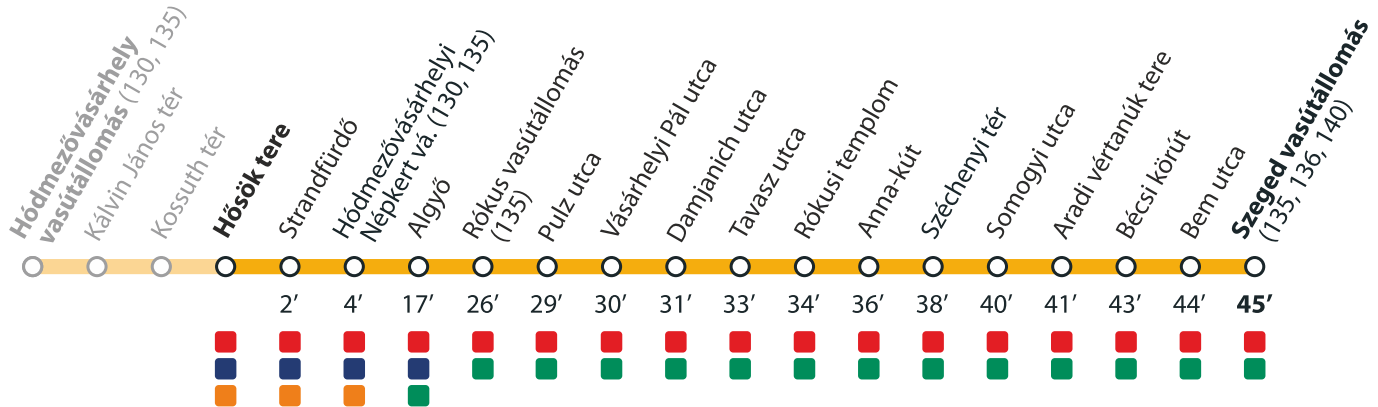 Hódmezővásárhely
vasútállomás (130, 135)
Kálvin János tér
Kossuth tér
Hősök tere
Strandfürdő
Hódmezővásárhelyi
Népkert vá. (130, 135)
Algyő
Rókus vasútállomás
(135)
Pulz utca
Vásárhelyi Pál utca
Damjanich utca
Tavasz utca
Rókusi templom
Anna-kút
Széchenyi tér
Somogyi utca
Aradi vértanúk tere
Bécsi körút
Bem utca
Szeged vasútállomás
(135, 136, 140)
2’ 4’ 17’ 26’ 29’ 30’ 31’ 33’ 34’ 36’ 38’ 40’ 41’ 43’ 44’ 45’